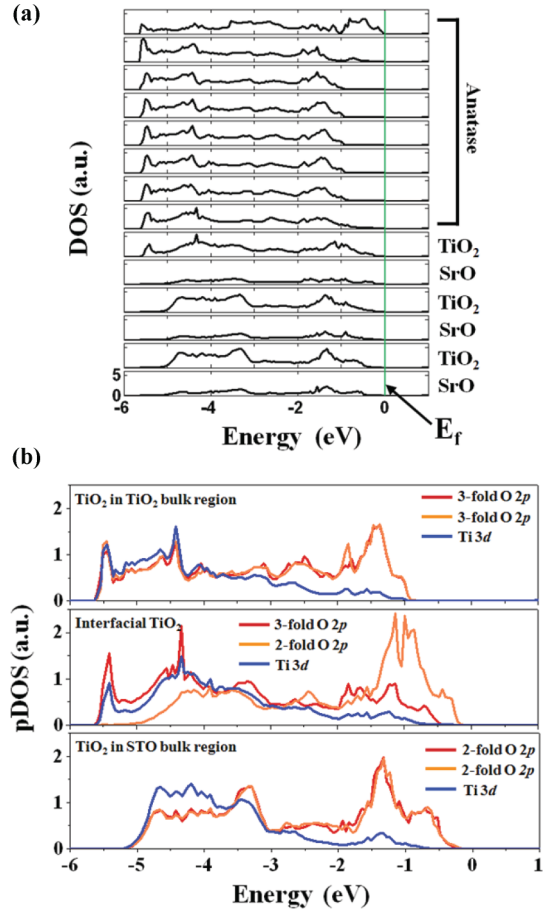 (a)
DOS (a.u.)
Anatase
TiO₂
SrO
TiO₂
SrO
TiO₂
SrO
5
0
-6 -4 -2 0
Energy (eV)
E_f
(b)
pDOS (a.u.)
TiO₂ in TiO₂ bulk region
3-fold O 2p
3-fold O 2p
Ti 3d
2
1
0
Interfacial TiO₂
3-fold O 2p
2-fold O 2p
Ti 3d
2
1
0
TiO₂ in STO bulk region
2-fold O 2p
2-fold O 2p
Ti 3d
2
1
0
-6 -5 -4 -3 -2 -1 0 1
Energy (eV)